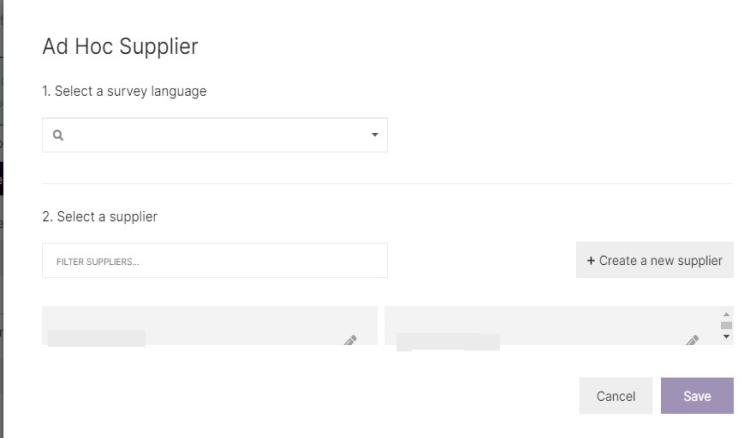 Ad Hoc Supplier
1. Select a survey language
2. Select a supplier
FILTER SUPPLIERS...
+ Create a new supplier
Cancel
Save